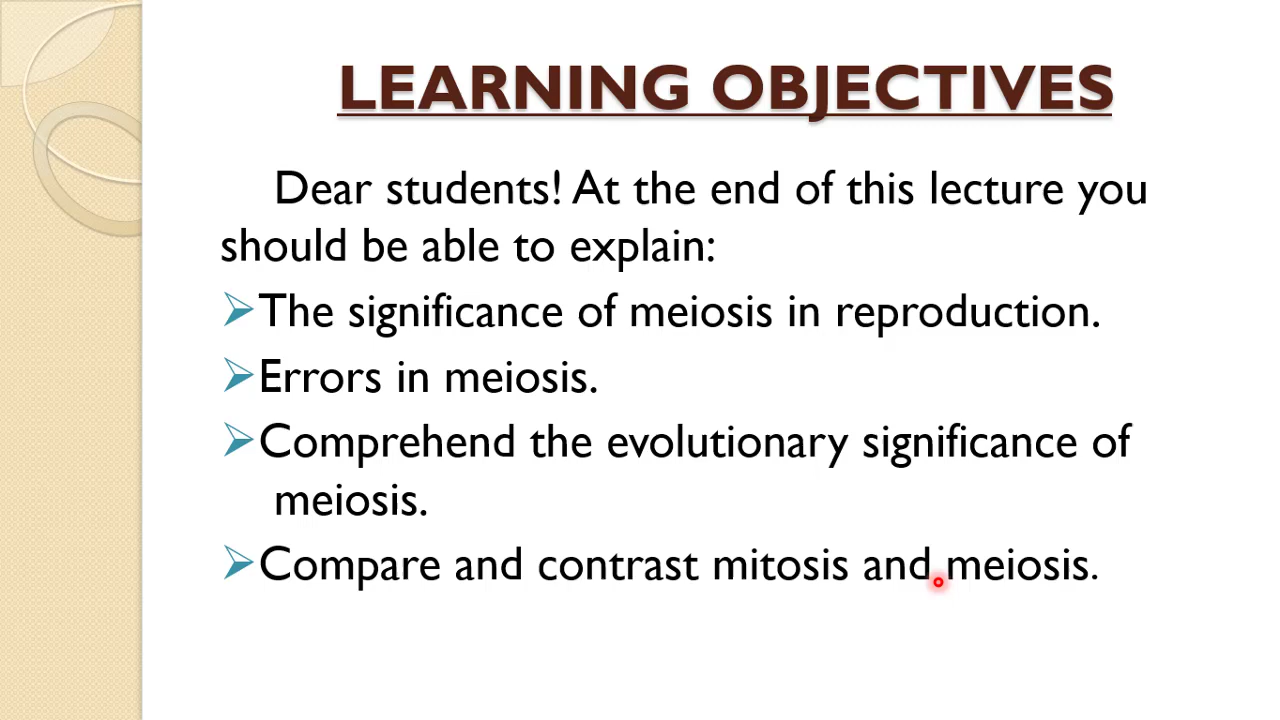 LEARNING OBJECTIVES
Dear students! At the end of this lecture you
should be able to explain:
➢The significance of meiosis in reproduction.
➢Errors in meiosis.
➢Comprehend the evolutionary significance of
meiosis.
➢Compare and contrast mitosis and meiosis.